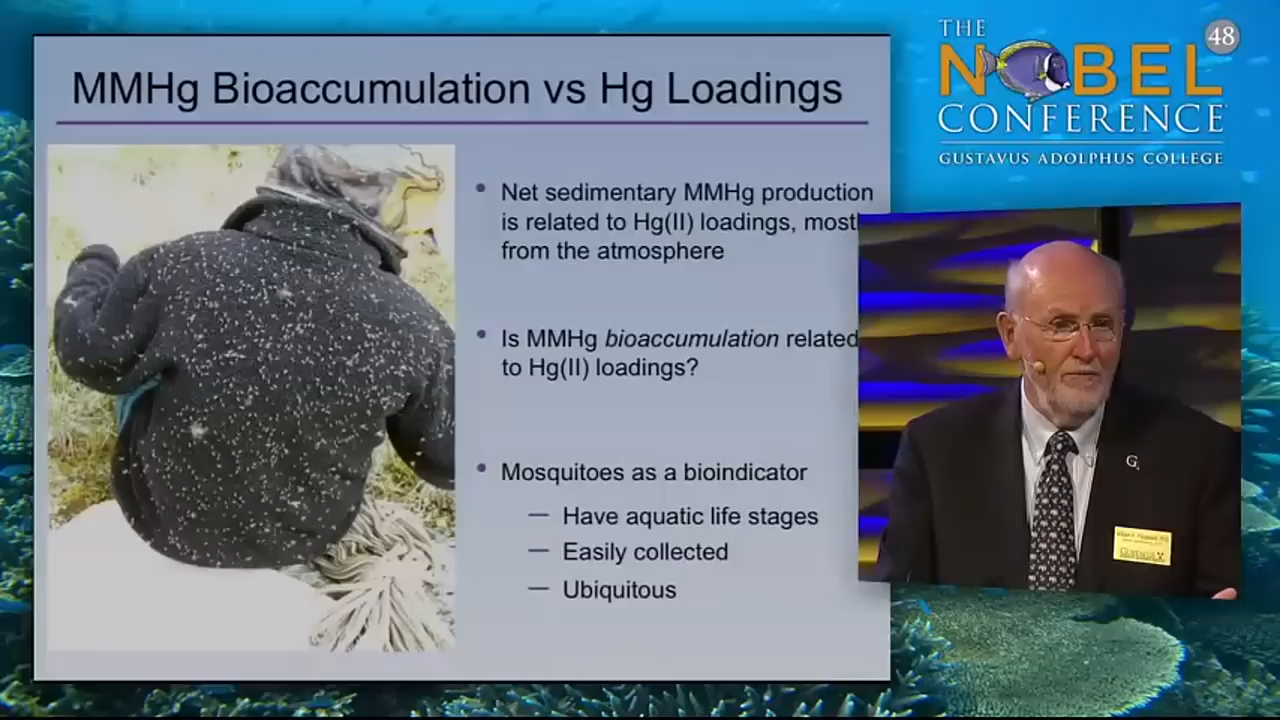 MMHg Bioaccumulation vs Hg Loadings
• Net sedimentary MMHg production
is related to Hg(II) loadings, most
from the atmosphere
• Is MMHg bioaccumulation related
to Hg(II) loadings?
• Mosquitoes as a bioindicator
— Have aquatic life stages
— Easily collected
— Ubiquitous
THE
48
NOBEL
CONFERENCE
GUSTAVUS ADOLPHUS COLLEGE
G